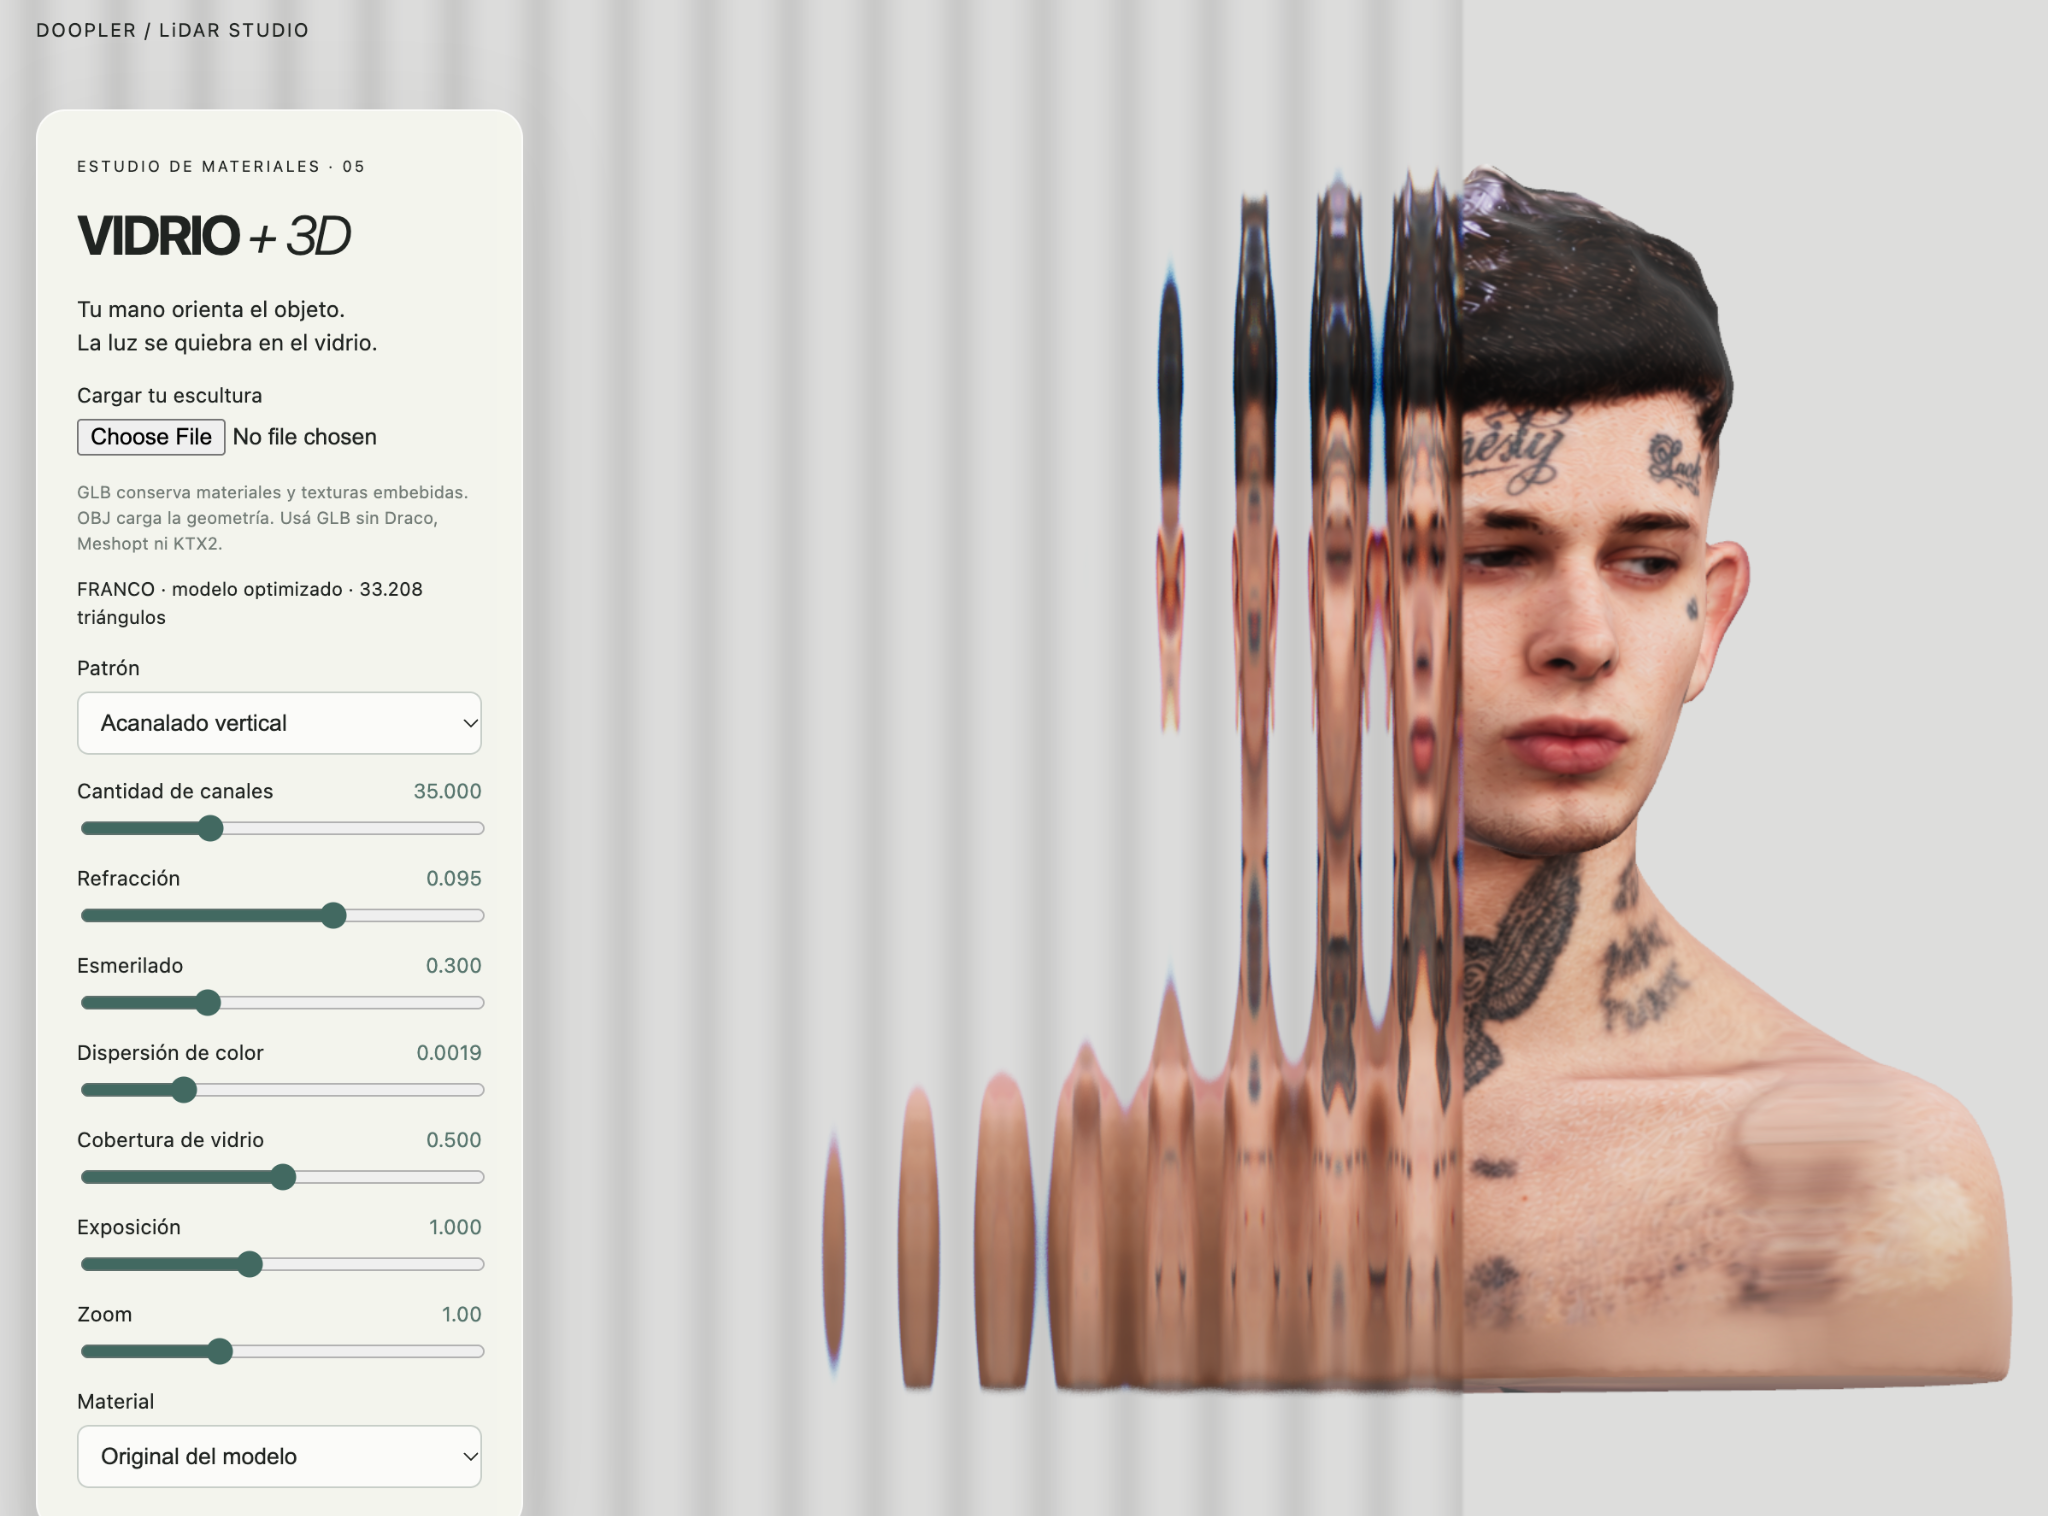 DOOPLER / LiDAR STUDIO
ESTUDIO DE MATERIALES · 05
VIDRIO + 3D
Tu mano orienta el objeto.
La luz se quiebra en el vidrio.
Cargar tu escultura
Choose File No file chosen
GLB conserva materiales y texturas embebidas.
OBJ carga la geometría. Usá GLB sin Draco,
Meshopt ni KTX2.
FRANCO · modelo optimizado · 33.208
triángulos
Patrón
Acanalado vertical
Cantidad de canales 35.000
Refracción 0.095
Esmerilado 0.300
Dispersión de color 0.0019
Cobertura de vidrio 0.500
Exposición 1.000
Zoom 1.00
Material
Original del modelo